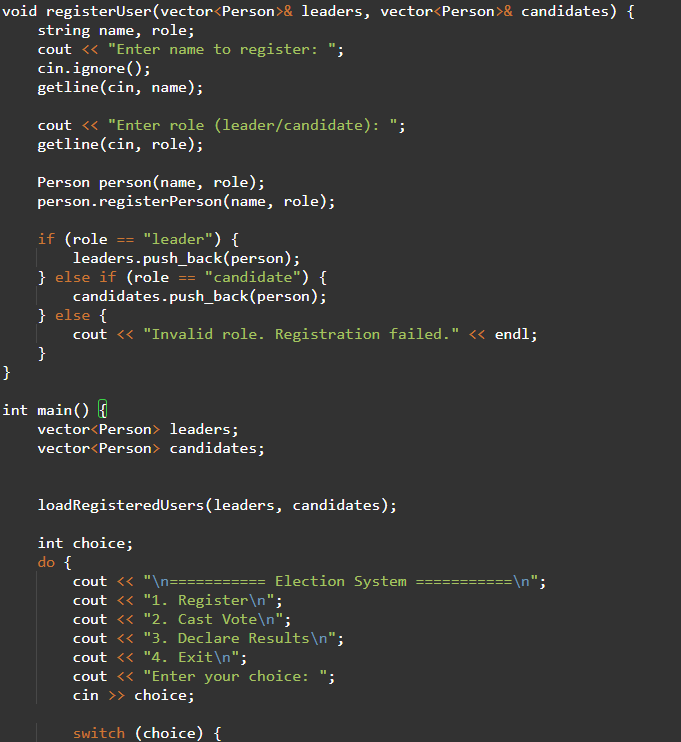 void registerUser(vector<Person>& leaders, vector<Person>& candidates) {
    string name, role;
    cout << "Enter name to register: ";
    cin.ignore();
    getline(cin, name);

    cout << "Enter role (leader/candidate): ";
    getline(cin, role);

    Person person(name, role);
    person.registerPerson(name, role);

    if (role == "leader") {
        leaders.push_back(person);
    } else if (role == "candidate") {
        candidates.push_back(person);
    } else {
        cout << "Invalid role. Registration failed." << endl;
    }
}

int main() {
    vector<Person> leaders;
    vector<Person> candidates;


    loadRegisteredUsers(leaders, candidates);

    int choice;
    do {
        cout << "\n=========== Election System ===========\n";
        cout << "1. Register\n";
        cout << "2. Cast Vote\n";
        cout << "3. Declare Results\n";
        cout << "4. Exit\n";
        cout << "Enter your choice: ";
        cin >> choice;

        switch (choice) {